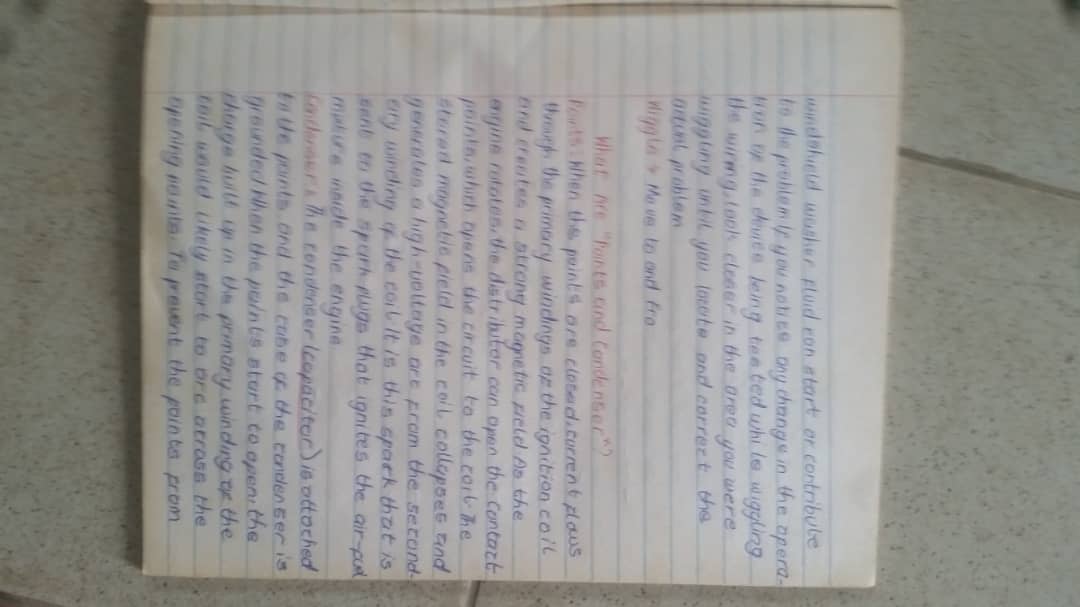 windshield washer fluid can start or contribute
to the problem If you notice any change in the opera-
tion of the device being tested while wiggling
the wiring, look closer in the area you were
wiggling until you locate and correct the
actual problem
Wiggle → Move to and fro
What Are "Points and Condenser"?
Points: When the points are closed, current flows
through the primary windings of the ignition coil
and creates a strong magnetic field As the
engine rotates, the distributor can open the contact
points, which opens the circuit to the coil. The
stored magnetic field in the coil collapses and
generates a high-voltage arc from the second-
ary winding of the coil. It is this spark that is
sent to the spark plugs that ignites the air-fuel
mixture inside the engine
Condenser: The condenser (capacitor) is attached
to the points and the case of the condenser is
grounded When the points start to open, the
charge built up in the primary winding of the
coil would likely start to arc across the
opening points. To prevent the points from